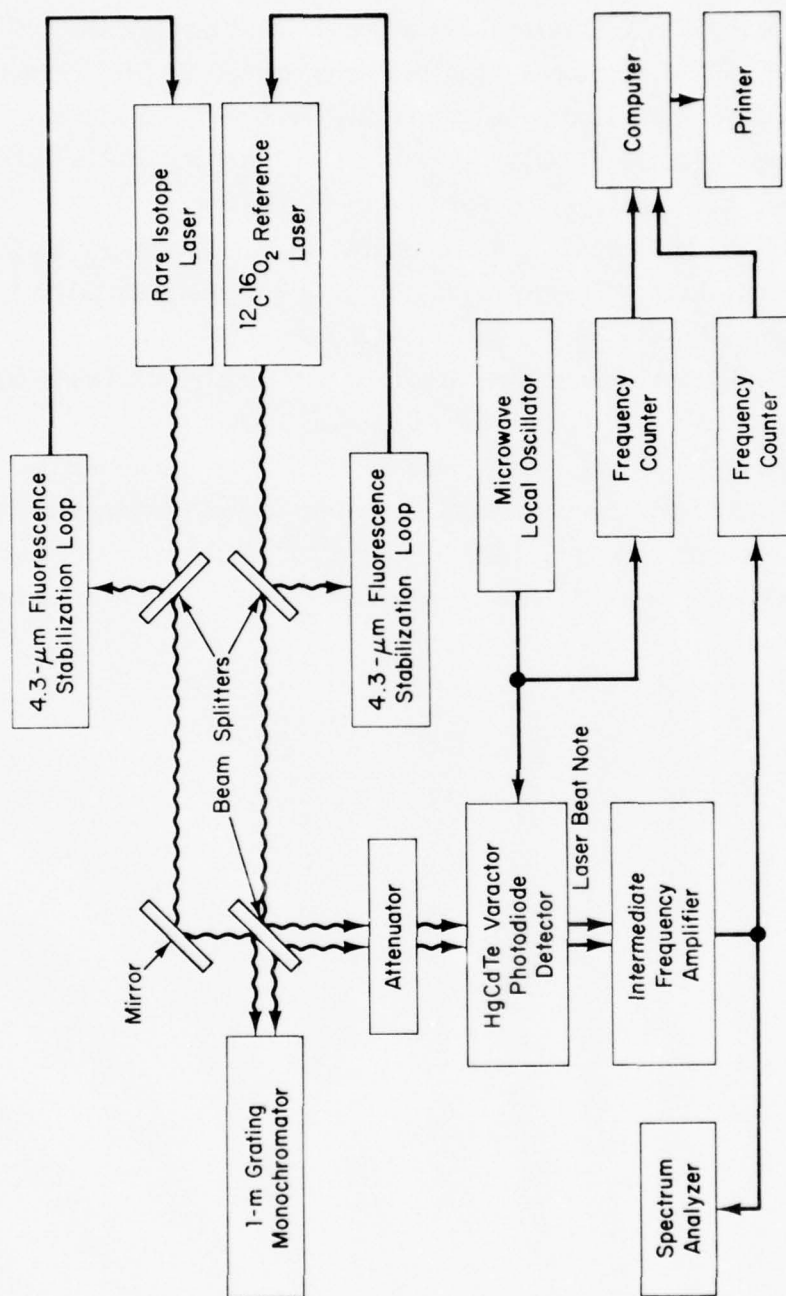 4.3-μm Fluorescence
Stabilization Loop
Rare Isotope
Laser
12C16O2 Reference
Laser
4.3-μm Fluorescence
Stabilization Loop
Beam Splitters
Mirror
1-m Grating
Monochromator
Attenuator
HgCdTe Varactor
Photodiode
Detector
Laser Beat Note
Microwave
Local Oscillator
Intermediate
Frequency
Amplifier
Spectrum
Analyzer
Frequency
Counter
Frequency
Counter
Computer
Printer